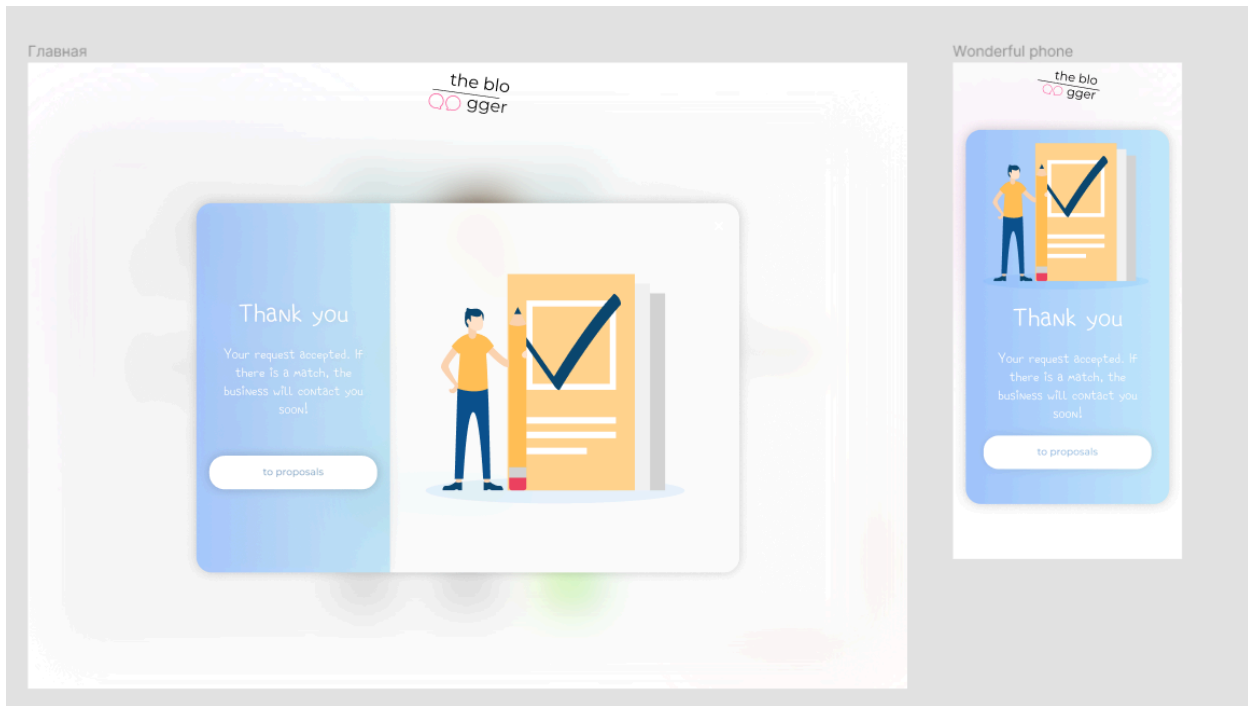 Главная
the blo
gger
Thank you
Your request accepted. If
there is a match, the
business will contact you
soon!
to proposals
Wonderful phone
the blo
gger
Thank you
Your request accepted. If
there is a match, the
business will contact you
soon!
to proposals